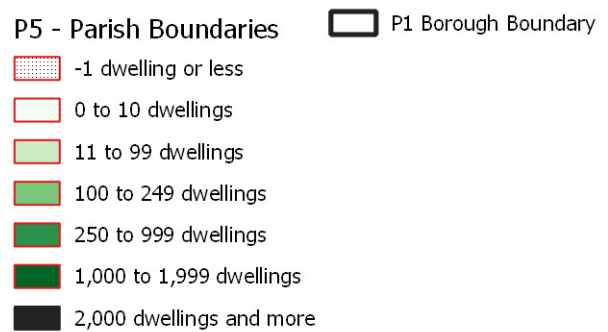 P5 - Parish Boundaries
P1 Borough Boundary
-1 dwelling or less
0 to 10 dwellings
11 to 99 dwellings
100 to 249 dwellings
250 to 999 dwellings
1,000 to 1,999 dwellings
2,000 dwellings and more